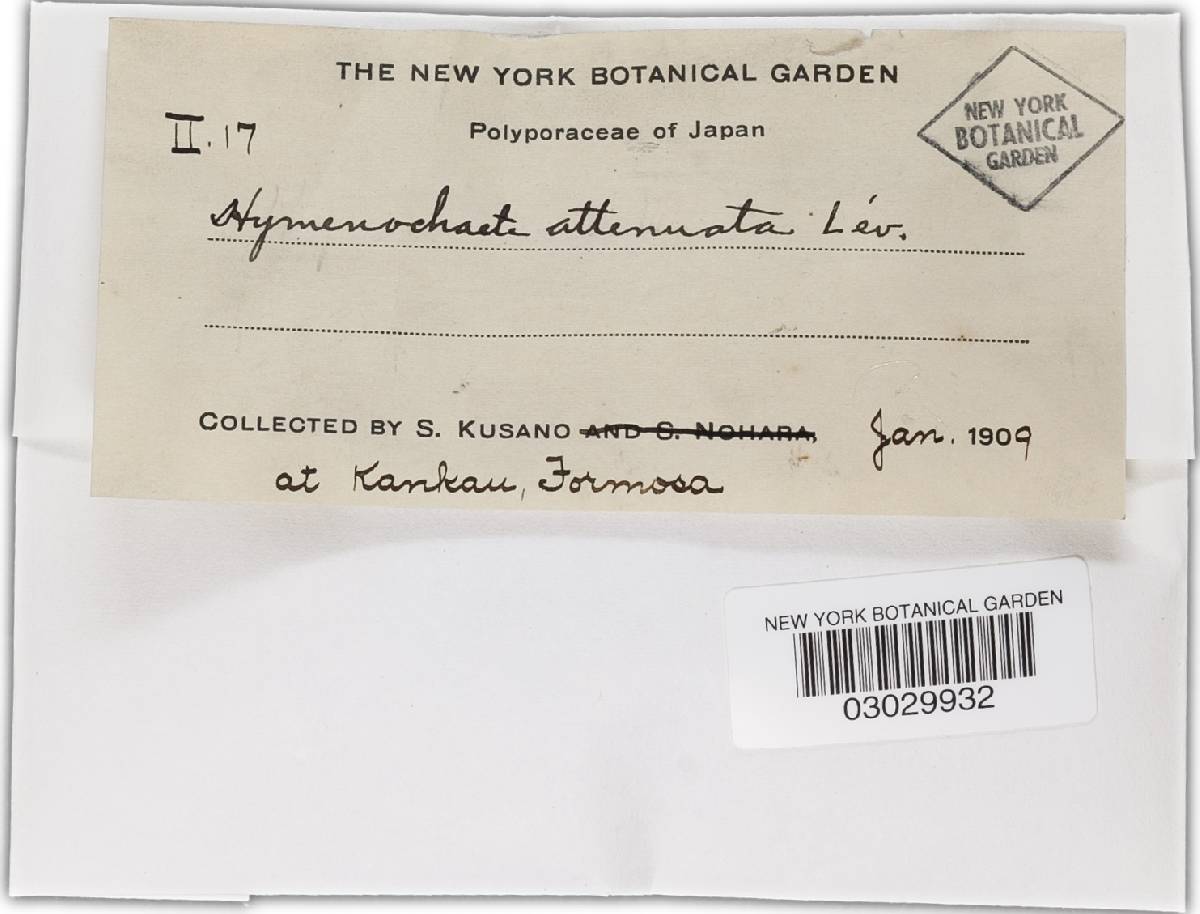 THE NEW YORK BOTANICAL GARDEN
NEW YORK
BOTANICAL
GARDEN
II.17
Polyporaceae of Japan
Hymenochaete attenuata Lév.
COLLECTED BY S. KUSANO AND S. NOHARA, Jan. 1909
at Kankau, Formosa
NEW YORK BOTANICAL GARDEN
03029932